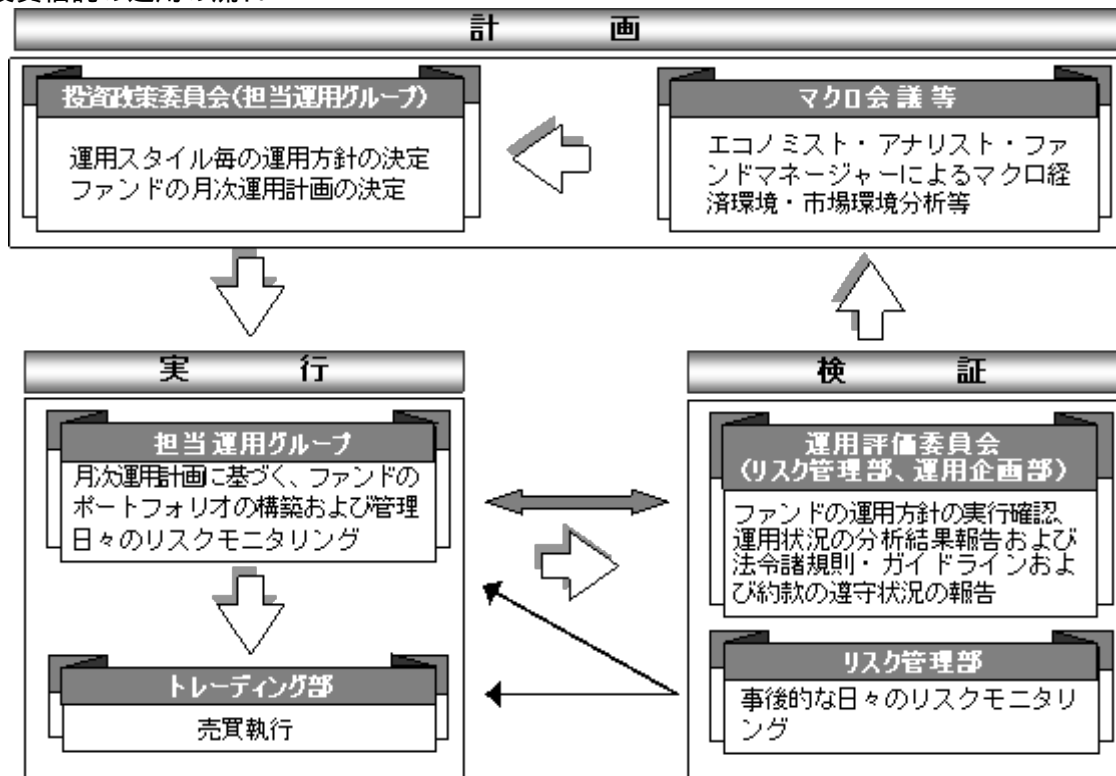 計 画
投資政策委員会(担当運用グループ)
運用スタイル毎の運用方針の決定
ファンドの月次運用計画の決定
マクロ会議等
エコノミスト・アナリスト・ファ
ンドマネージャーによるマクロ経
済環境・市場環境分析等
実 行
担当運用グループ
月次運用計画に基づく、ファンドの
ポートフォリオの構築および管理
日々のリスクモニタリング
トレーディング部
売買執行
検 証
運用評価委員会
(リスク管理部、運用企画部)
ファンドの運用方針の実行確認、
運用状況の分析結果報告および
法令諸規則・ガイドラインおよ
び約款の遵守状況の報告
リスク管理部
事後的な日々のリスクモニタリ
ング